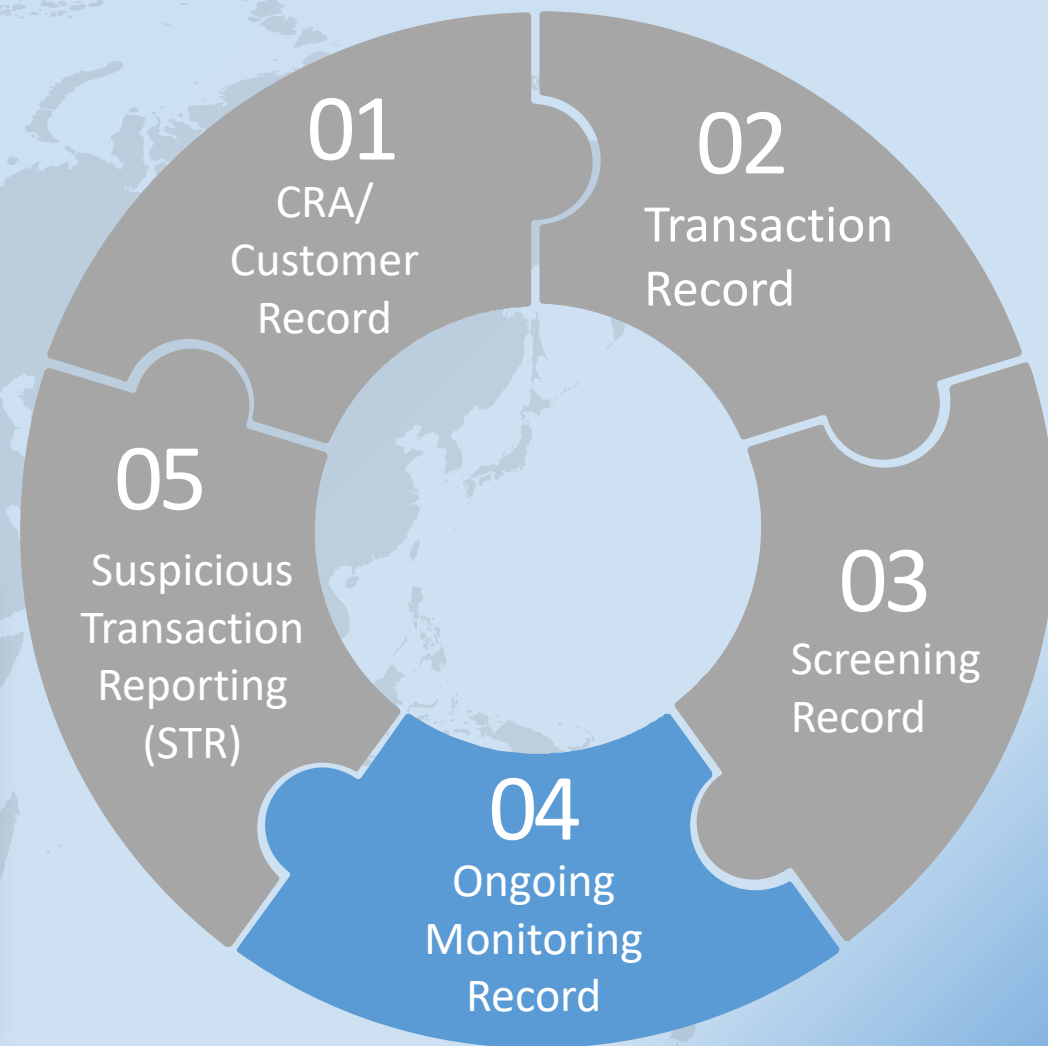 01
CRA/
Customer
Record
02
Transaction
Record
03
Screening
Record
04
Ongoing
Monitoring
Record
05
Suspicious
Transaction
Reporting
(STR)